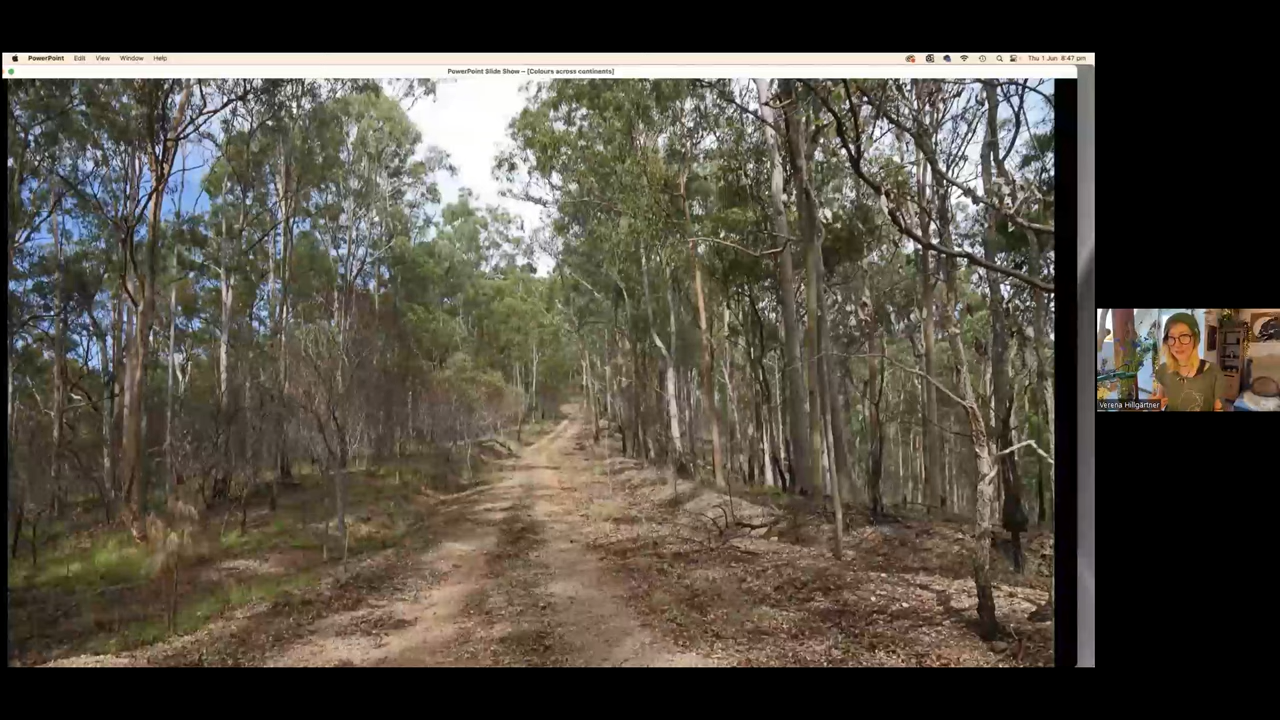 PowerPoint Edit View Window Help Thu 1 Jun 8:47 pm
PowerPoint Slide Show – [Colours across continents]
Verena Hillgärtner